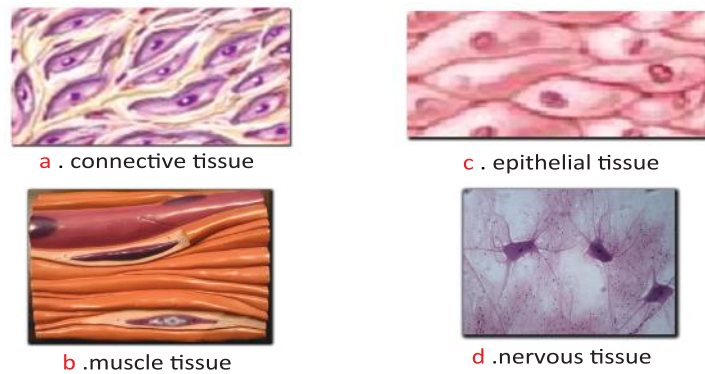 a . connective tissue
c . epithelial tissue
b .muscle tissue
d .nervous tissue